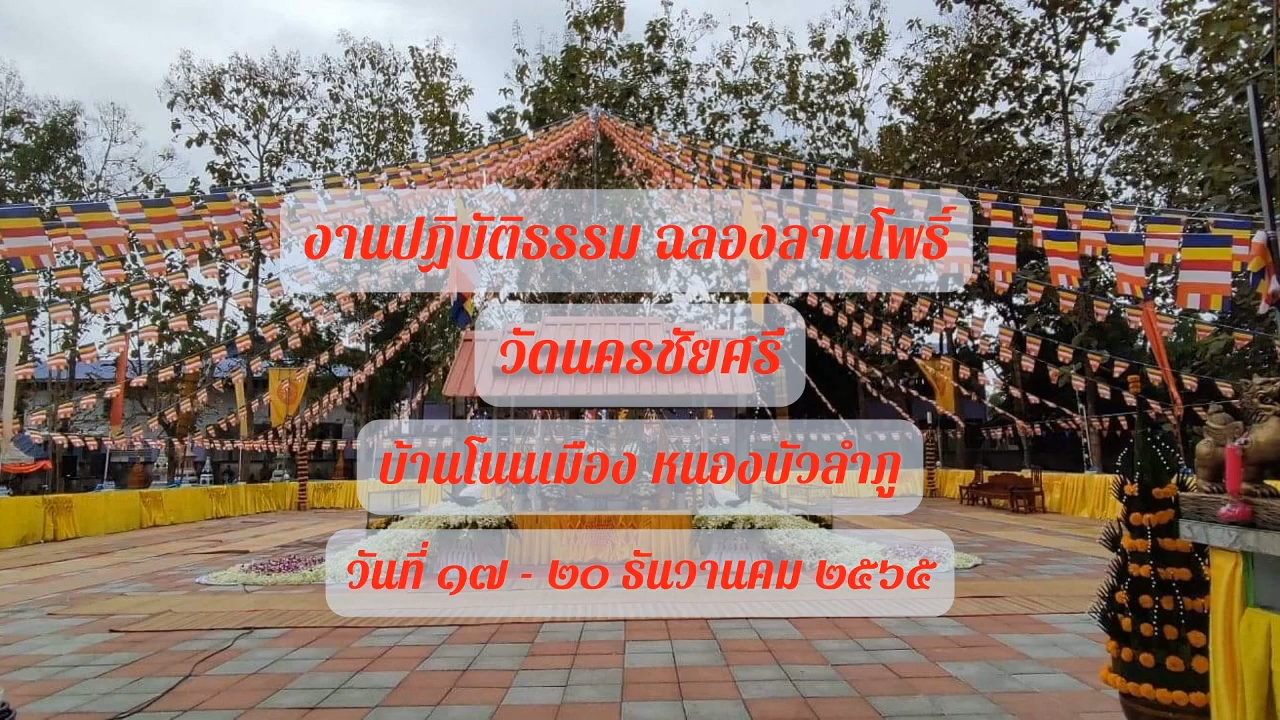 งานปฏิบัติธรรม ฉลองลานโพธิ์
วัดนครชัยศรี
บ้านโนนเมือง หนองบัวลำภู
วันที่ ๑๗ - ๒๐ ธันวานคม ๒๕๖๕